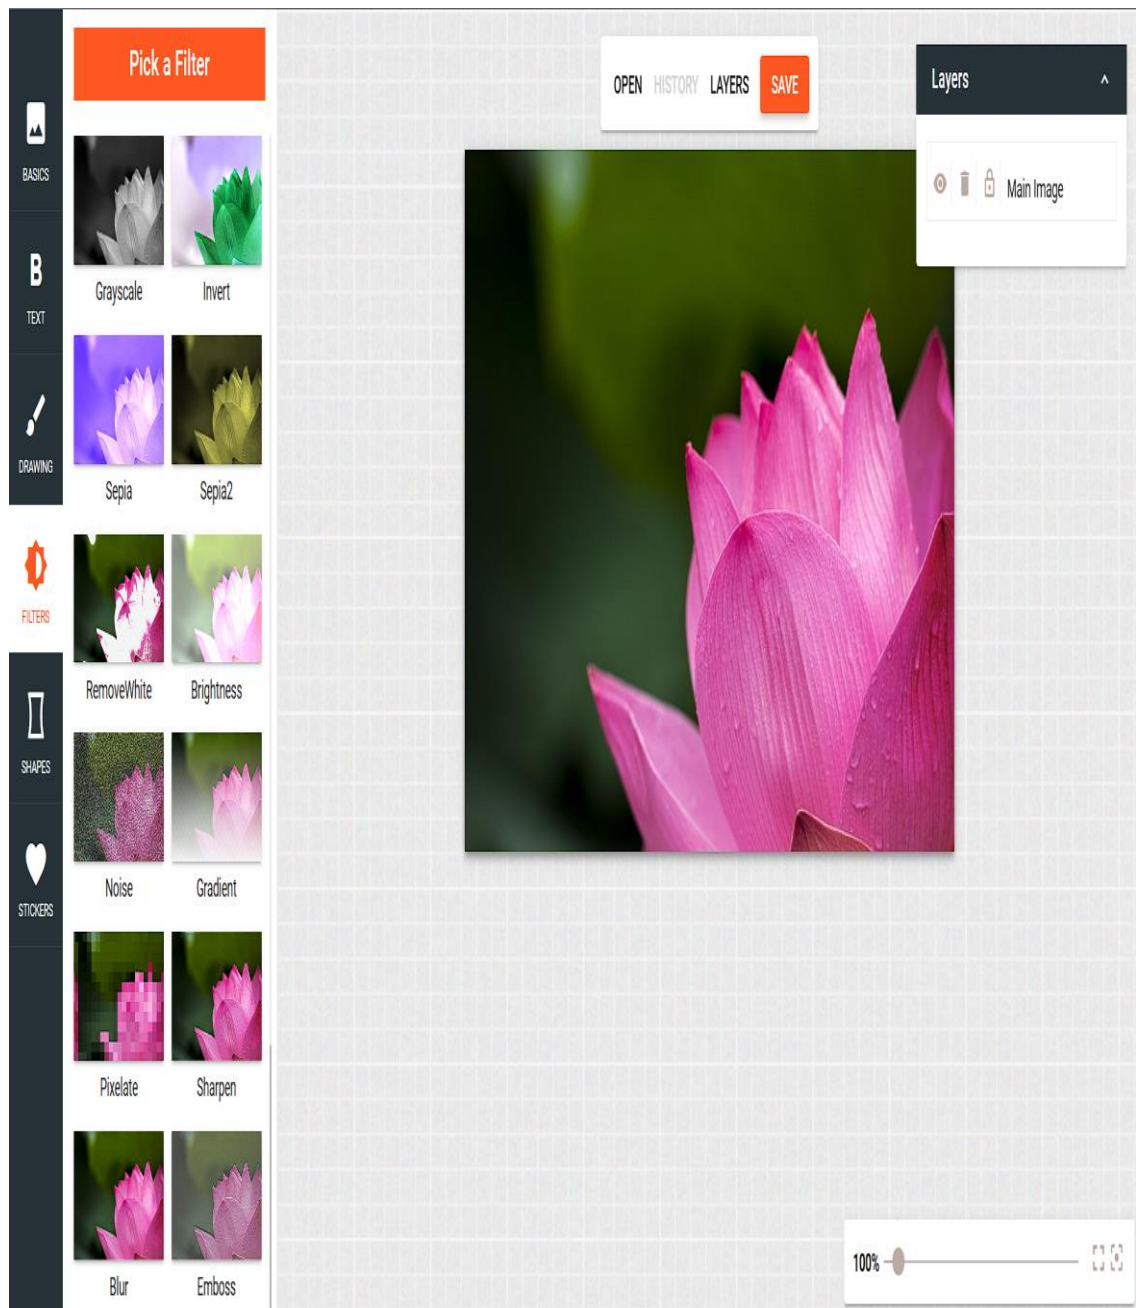 Pick a Filter
BASICS
B
TEXT
DRAWING
FILTERS
SHAPES
STICKERS
Grayscale
Invert
Sepia
Sepia2
RemoveWhite
Brightness
Noise
Gradient
Pixelate
Sharpen
Blur
Emboss
OPEN HISTORY LAYERS SAVE
Layers
Main Image
100%